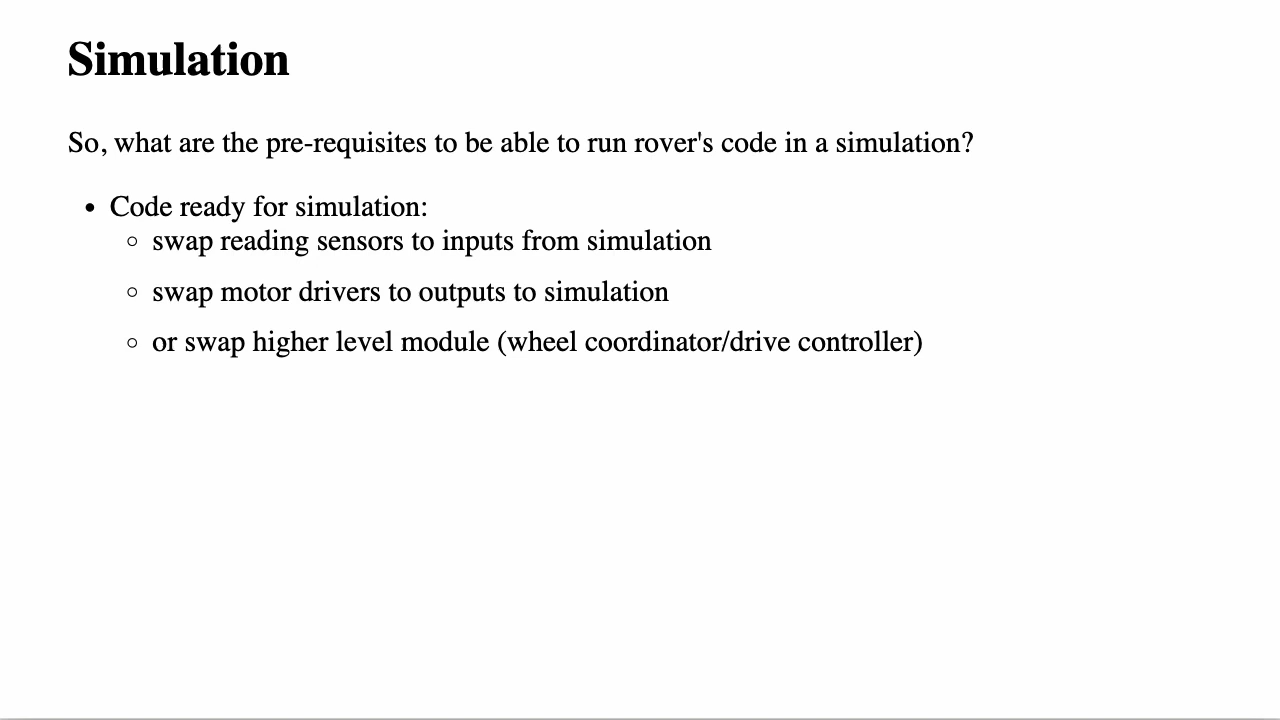 Simulation
So, what are the pre-requisites to be able to run rover's code in a simulation?
• Code ready for simulation:
◦ swap reading sensors to inputs from simulation
◦ swap motor drivers to outputs to simulation
◦ or swap higher level module (wheel coordinator/drive controller)